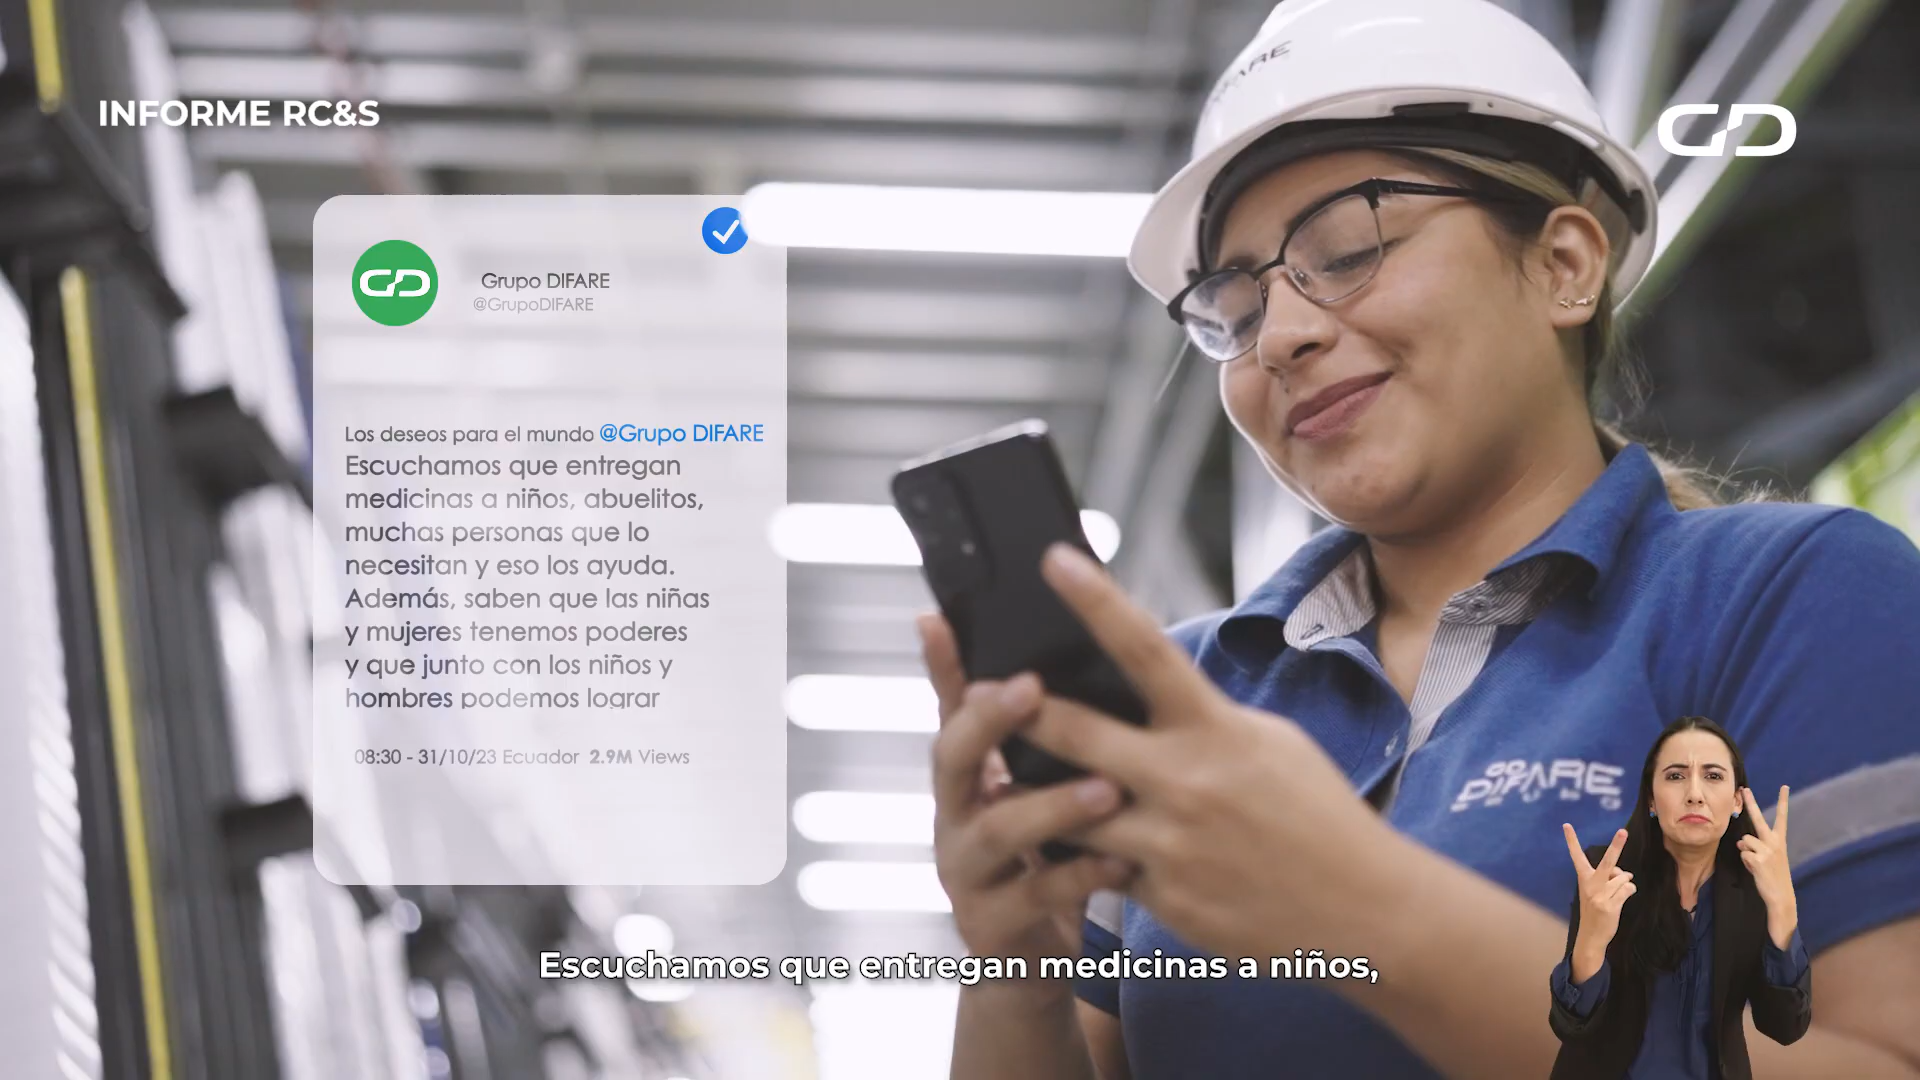 INFORME RC&S
GD
GD
Grupo DIFARE
@GrupoDIFARE
Los deseos para el mundo @Grupo DIFARE
Escuchamos que entregan
medicinas a niños, abuelitos,
muchas personas que lo
necesitan y eso los ayuda.
Además, saben que las niñas
y mujeres tenemos poderes
y que junto con los niños y
hombres podemos lograr
08:30 - 31/10/23 Ecuador 2.9M Views
DIFARE
Escuchamos que entregan medicinas a niños,